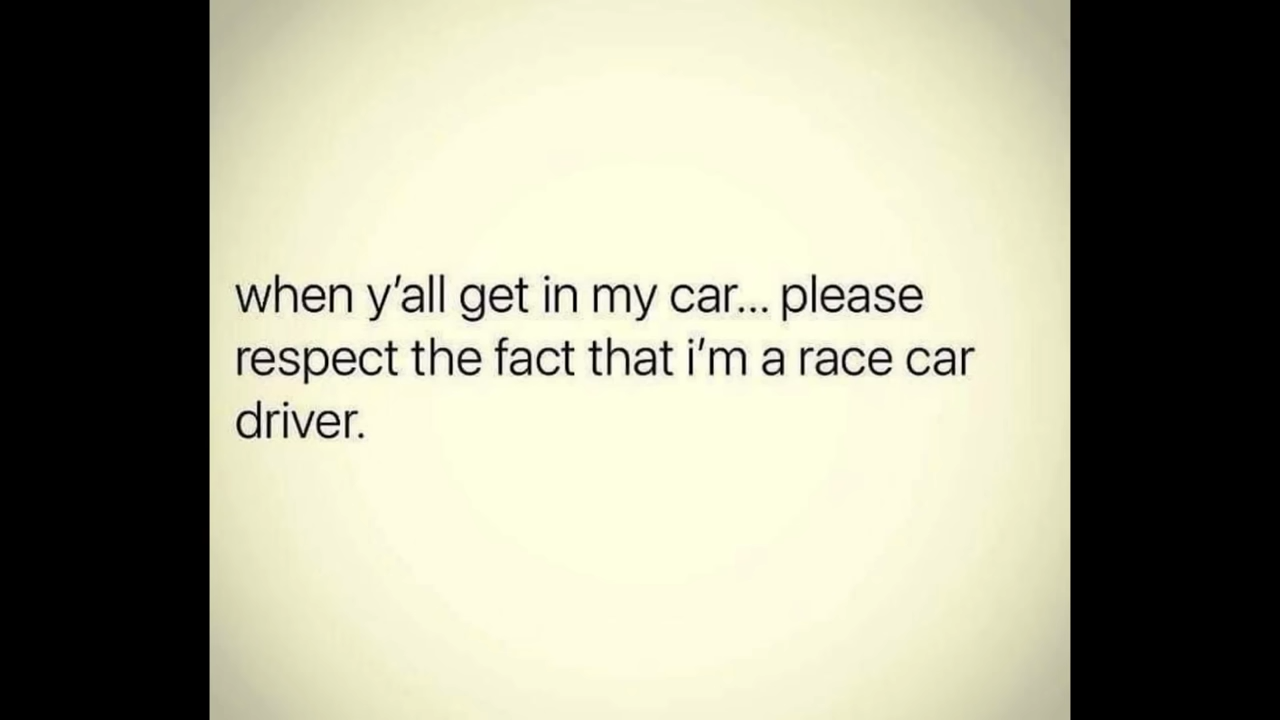 when y'all get in my car... please
respect the fact that i'm a race car
driver.